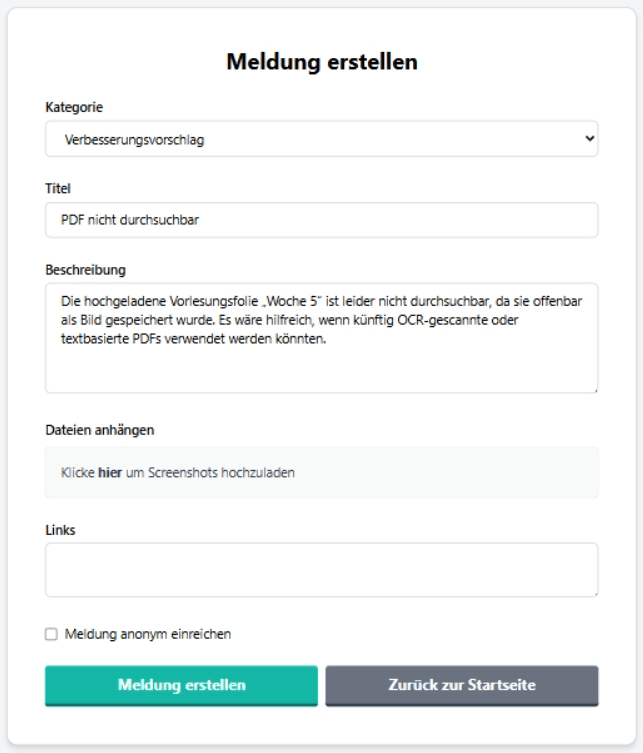 Meldung erstellen
Kategorie
Verbesserungsvorschlag
Titel
PDF nicht durchsuchbar
Beschreibung
Die hochgeladene Vorlesungsfolie „Woche 5“ ist leider nicht durchsuchbar, da sie offenbar
als Bild gespeichert wurde. Es wäre hilfreich, wenn künftig OCR-gescannte oder
textbasierte PDFs verwendet werden könnten.
Dateien anhängen
Klicke hier um Screenshots hochzuladen
Links
Meldung anonym einreichen
Meldung erstellen Zurück zur Startseite